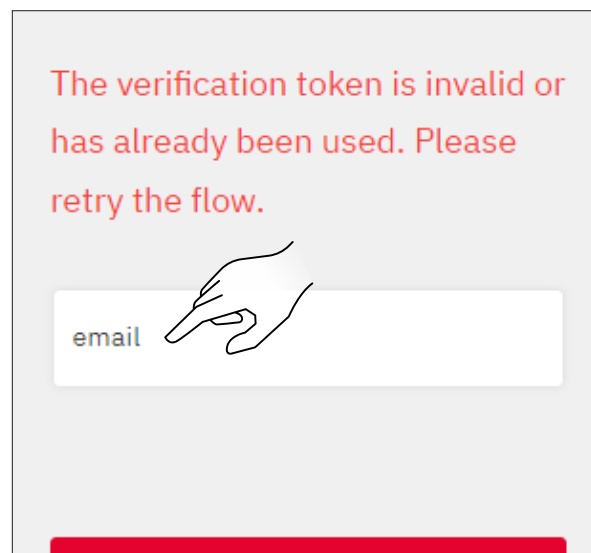 The verification token is invalid or
has already been used. Please
retry the flow.
email